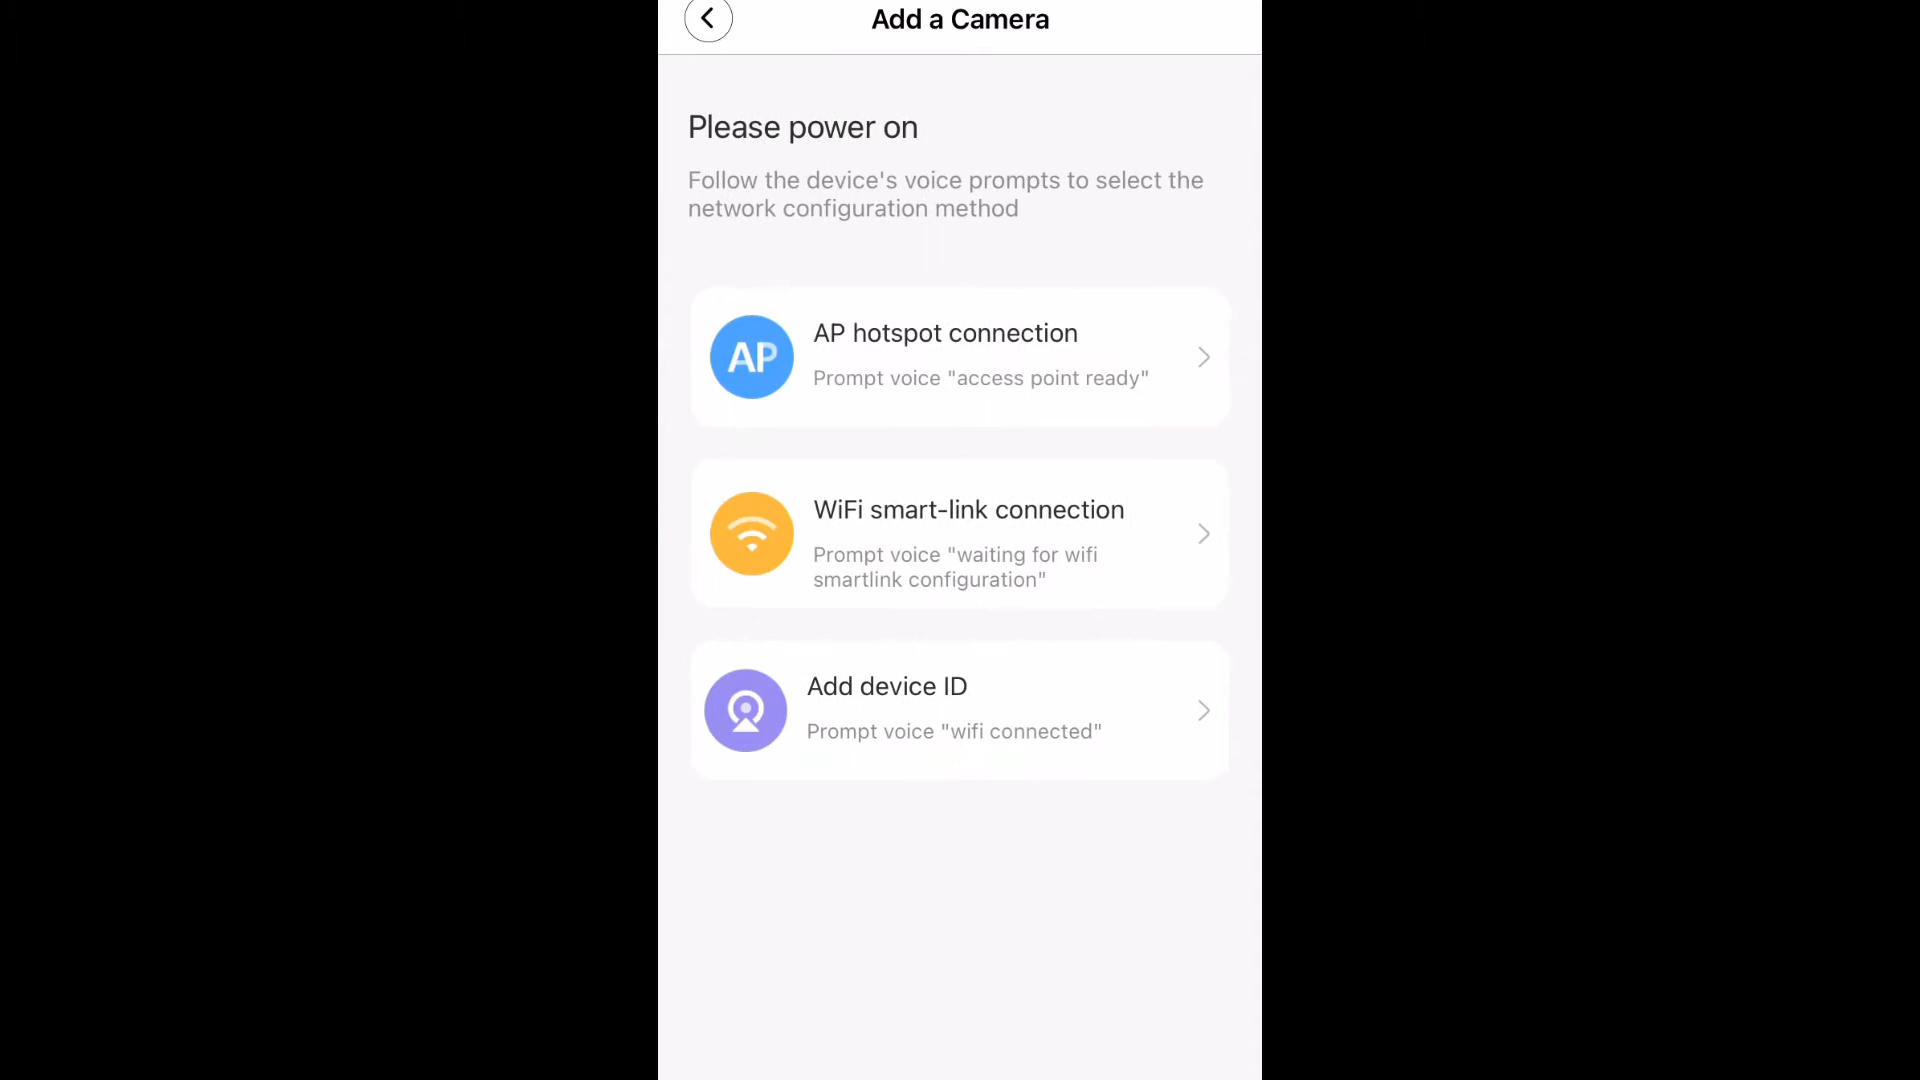 Add a Camera
Please power on
Follow the device's voice prompts to select the
network configuration method
AP
AP hotspot connection
Prompt voice "access point ready"
WiFi smart-link connection
Prompt voice "waiting for wifi
smartlink configuration"
Add device ID
Prompt voice "wifi connected"